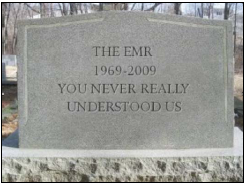 THE EMR
1969-2009
YOU NEVER REALLY
UNDERSTOOD US